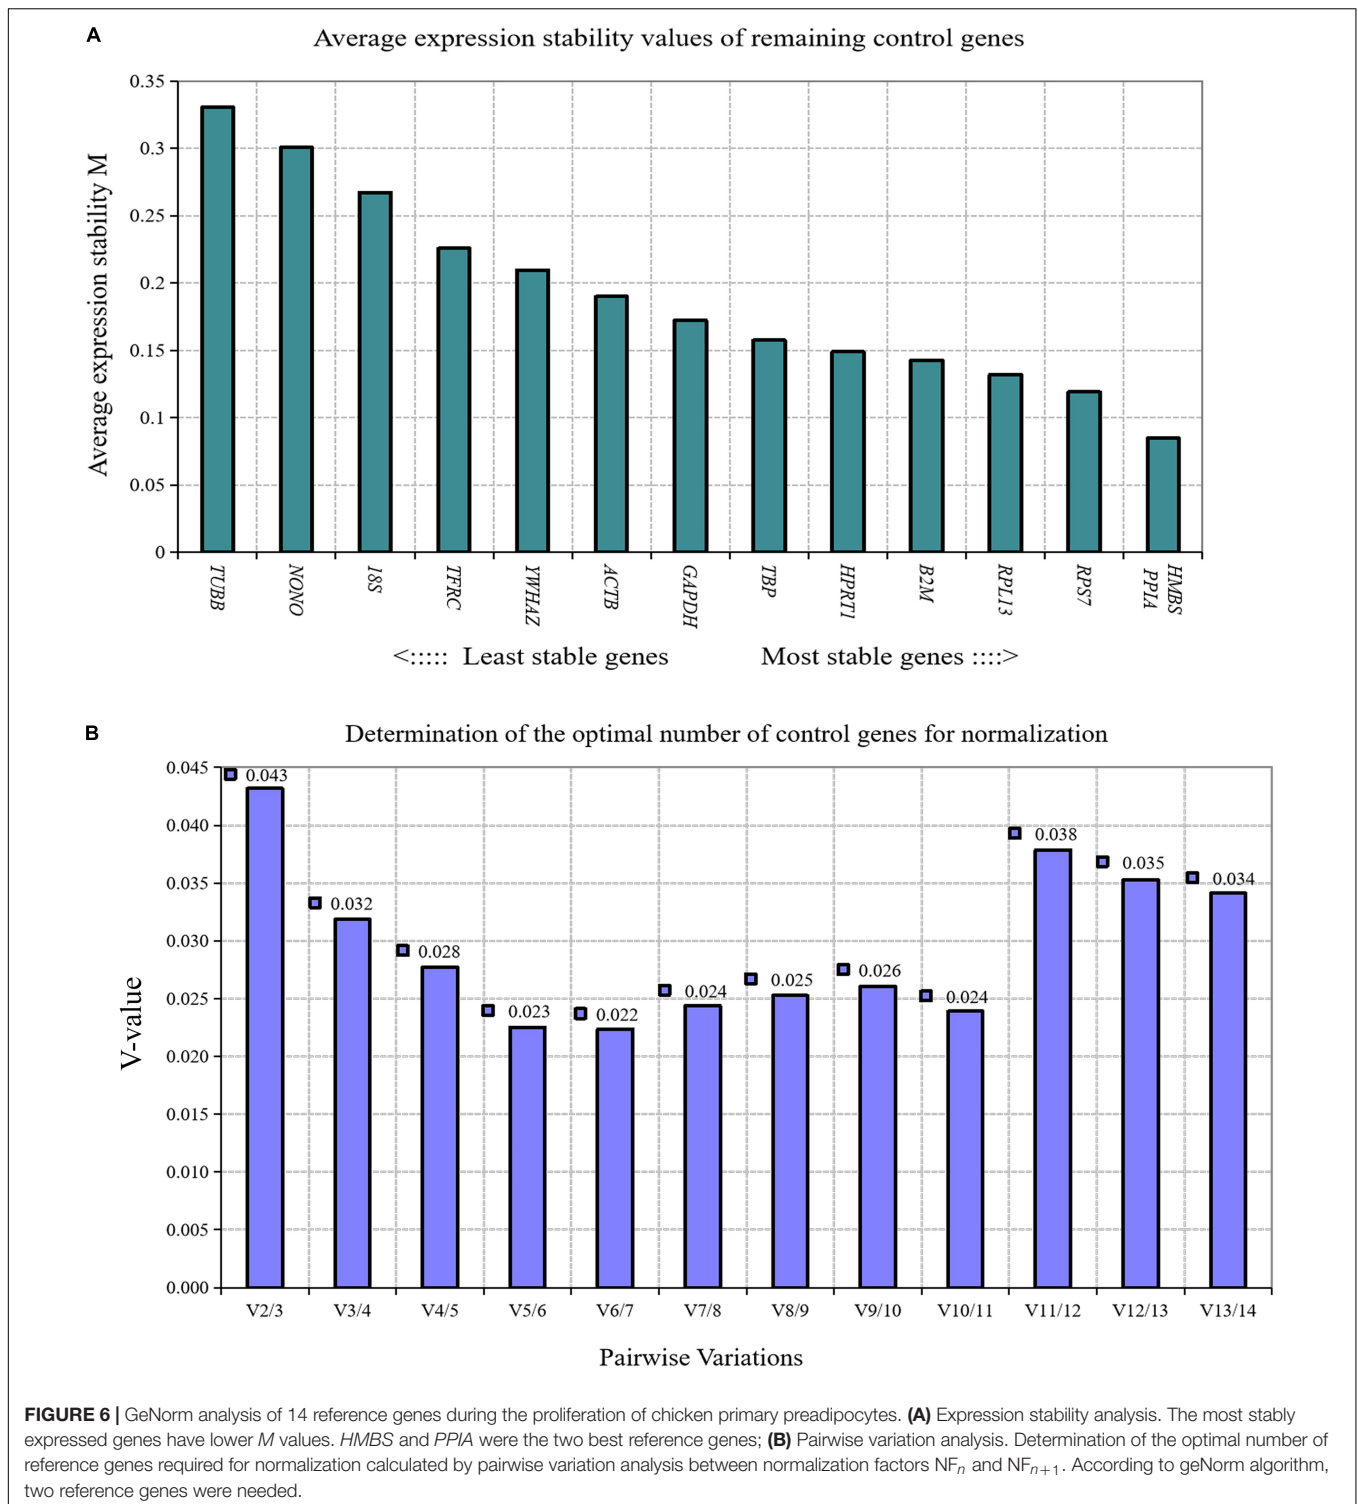 A
Average expression stability values of remaining control genes
Average expression stability M
0.35
0.3
0.25
0.2
0.15
0.1
0.05
0
TUBB
NONO
18S
TFRC
YWHAZ
ACTB
GAPDH
TBP
HPRT1
B2M
RPL13
RPS7
HMBS
PPIA
<::::: Least stable genes
Most stable genes ::::>
B
Determination of the optimal number of control genes for normalization
V-value
0.045
0.040
0.035
0.030
0.025
0.020
0.015
0.010
0.005
0.000
0.043
0.032
0.028
0.023
0.022
0.024
0.025
0.026
0.024
0.038
0.035
0.034
V2/3
V3/4
V4/5
V5/6
V6/7
V7/8
V8/9
V9/10
V10/11
V11/12
V12/13
V13/14
Pairwise Variations
FIGURE 6 | GeNorm analysis of 14 reference genes during the proliferation of chicken primary preadipocytes. (A) Expression stability analysis. The most stably
expressed genes have lower M values. HMBS and PPIA were the two best reference genes; (B) Pairwise variation analysis. Determination of the optimal number of
reference genes required for normalization calculated by pairwise variation analysis between normalization factors NFn and NFn+1. According to geNorm algorithm,
two reference genes were needed.